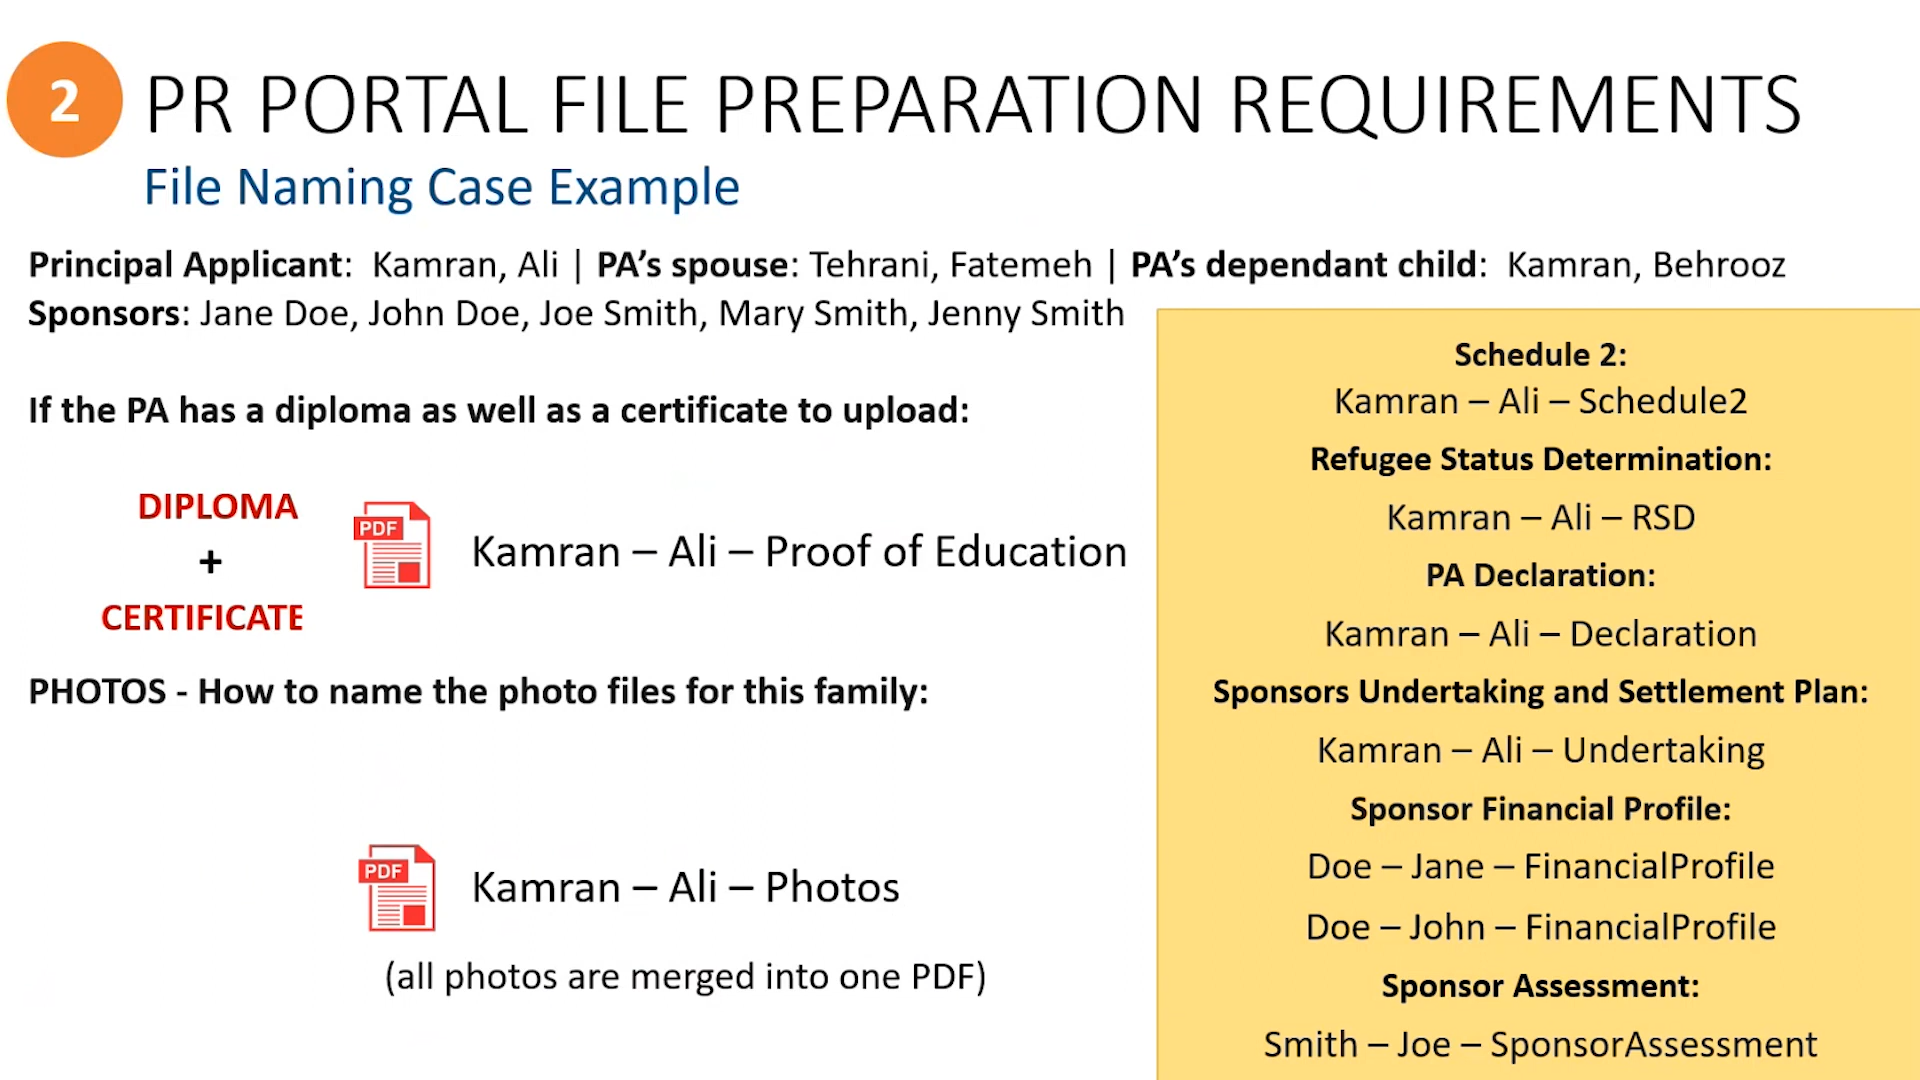 2
PR PORTAL FILE PREPARATION REQUIREMENTS
File Naming Case Example
Principal Applicant: Kamran, Ali | PA’s spouse: Tehrani, Fatemeh | PA’s dependant child: Kamran, Behrooz
Sponsors: Jane Doe, John Doe, Joe Smith, Mary Smith, Jenny Smith
If the PA has a diploma as well as a certificate to upload:
DIPLOMA
+
CERTIFICATE
PDF
Kamran – Ali – Proof of Education
PHOTOS - How to name the photo files for this family:
PDF
Kamran – Ali – Photos
(all photos are merged into one PDF)
Schedule 2:
Kamran – Ali – Schedule2
Refugee Status Determination:
Kamran – Ali – RSD
PA Declaration:
Kamran – Ali – Declaration
Sponsors Undertaking and Settlement Plan:
Kamran – Ali – Undertaking
Sponsor Financial Profile:
Doe – Jane – FinancialProfile
Doe – John – FinancialProfile
Sponsor Assessment:
Smith – Joe – SponsorAssessment